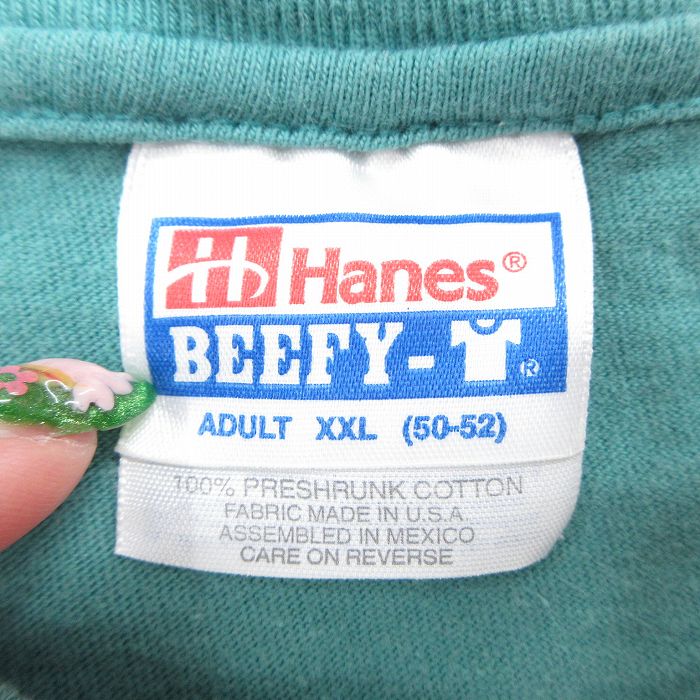 Hanes®
BEEFY-T®
ADULT XXL (50-52)
100% PRESHRUNK COTTON
FABRIC MADE IN U.S.A
ASSEMBLED IN MEXICO
CARE ON REVERSE